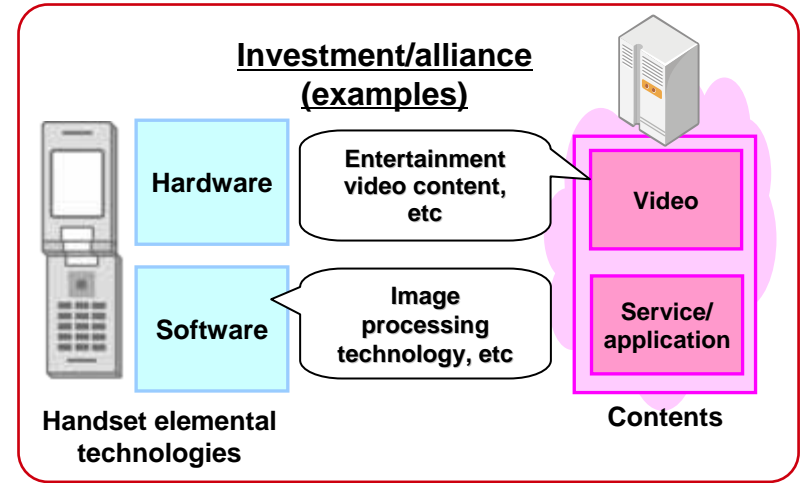 Investment/alliance
(examples)
Hardware
Entertainment
video content,
etc
Video
Software
Image
processing
technology, etc
Service/
application
Handset elemental
technologies
Contents